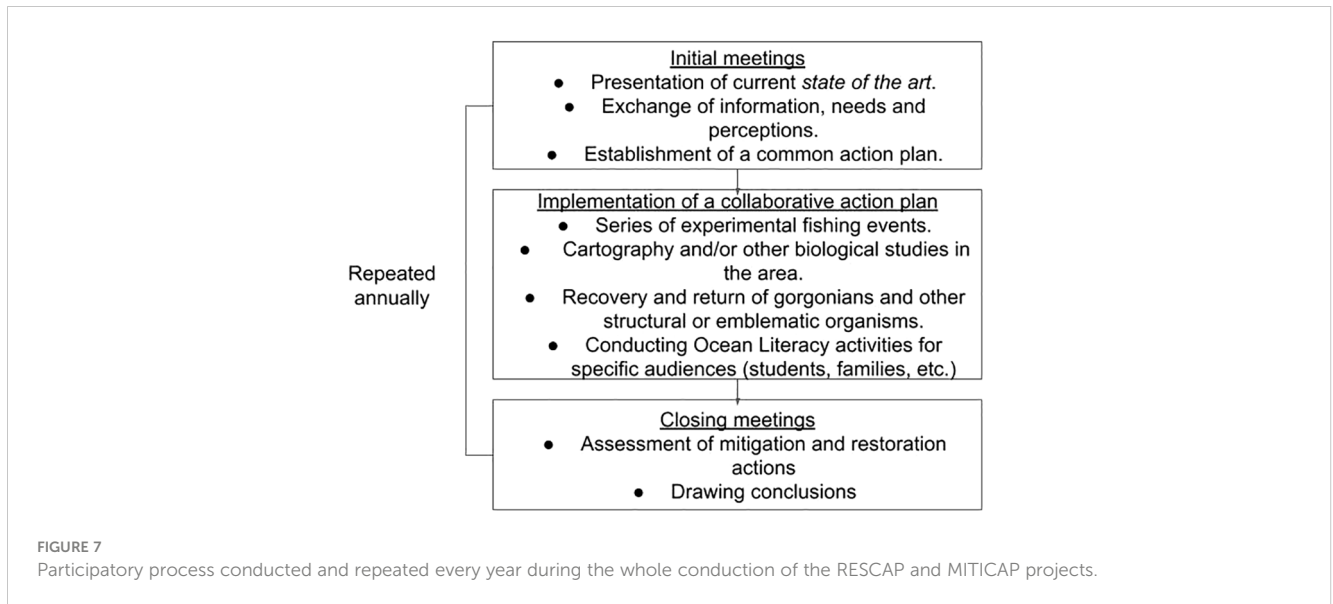 Initial meetings
● Presentation of current state of the art.
● Exchange of information, needs and
perceptions.
● Establishment of a common action plan.
Implementation of a collaborative action plan
● Series of experimental fishing events.
● Cartography and/or other biological studies in
the area.
● Recovery and return of gorgonians and other
structural or emblematic organisms.
● Conducting Ocean Literacy activities for
specific audiences (students, families, etc.)
Repeated
annually
Closing meetings
● Assessment of mitigation and restoration
actions
● Drawing conclusions
FIGURE 7
Participatory process conducted and repeated every year during the whole conduction of the RESCAP and MITICAP projects.